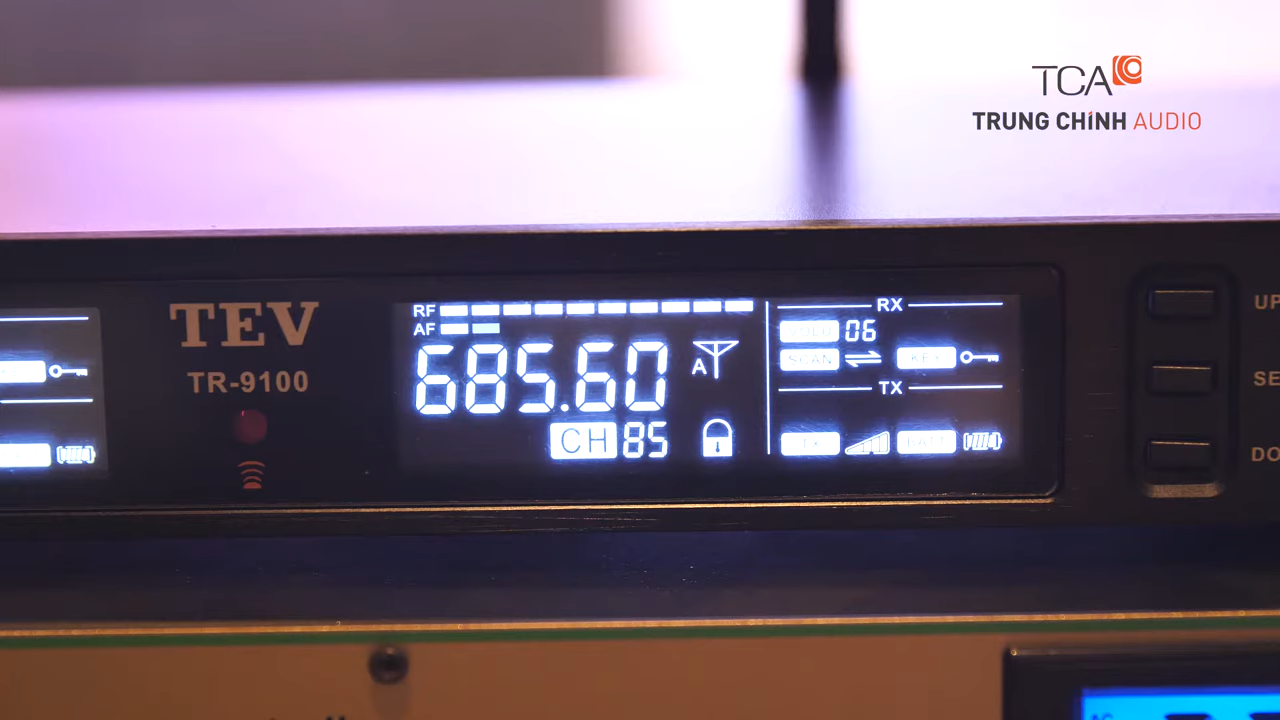 TCA
TRUNG CHÍNH AUDIO
TEV
TR-9100
RF
AF
685.60
A
CH 85
RX
06
SCAN
KEY
TX
TX
BATT
UP
SE
DO